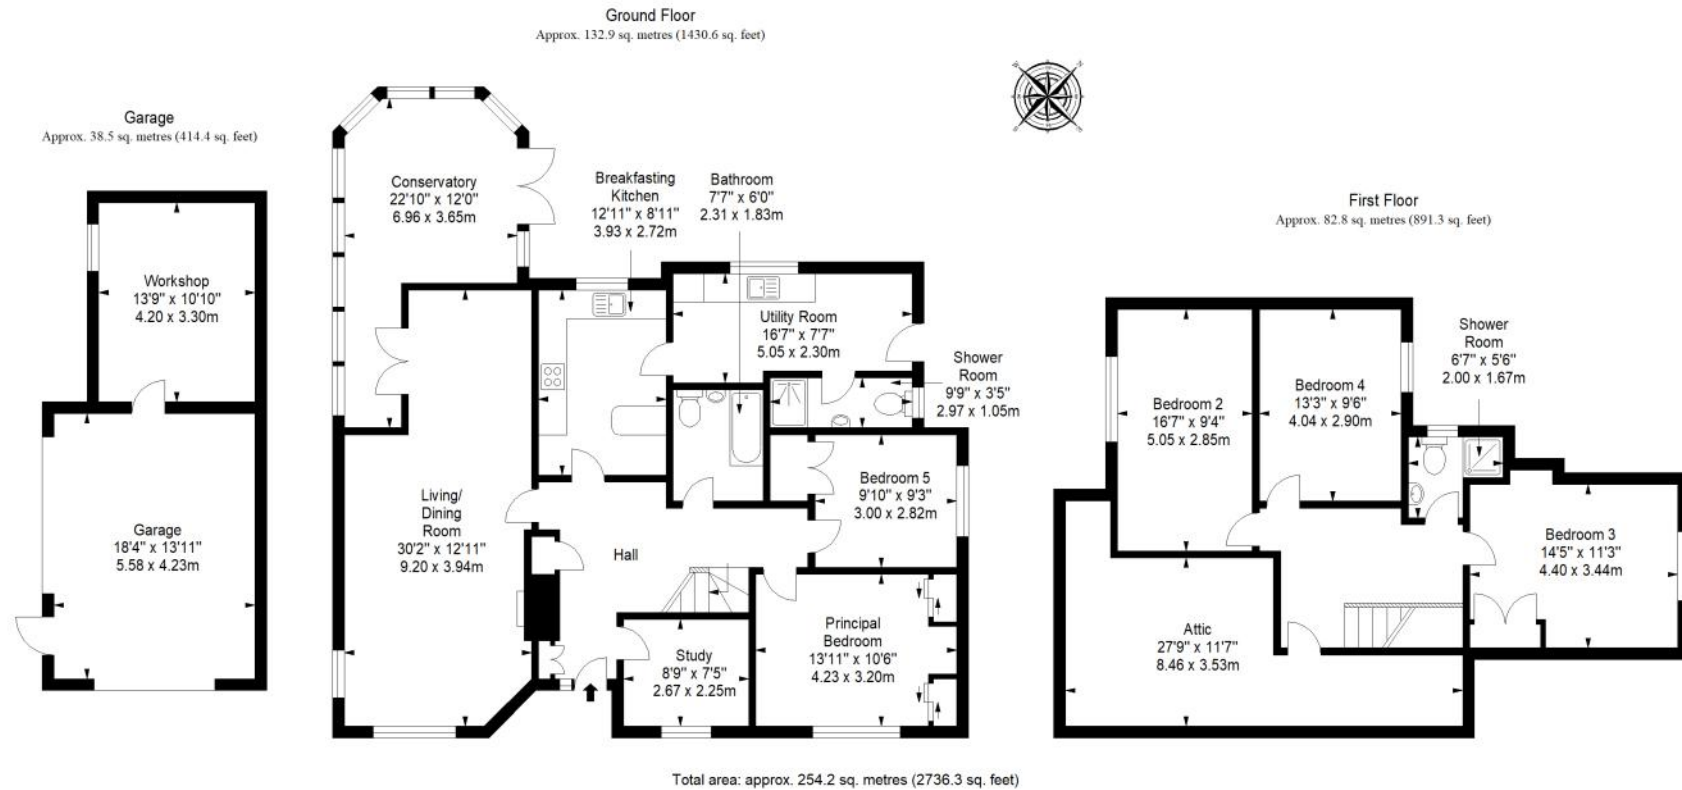 Ground Floor
Approx. 132.9 sq. metres (1430.6 sq. feet)
Garage
Approx. 38.5 sq. metres (414.4 sq. feet)
Workshop
13'9" x 10'10"
4.20 x 3.30m
Garage
18'4" x 13'11"
5.58 x 4.23m
Conservatory
22'10" x 12'0"
6.96 x 3.65m
Breakfasting
Kitchen
12'11" x 8'11"
3.93 x 2.72m
Bathroom
7'7" x 6'0"
2.31 x 1.83m
Utility Room
16'7" x 7'7"
5.05 x 2.30m
Shower
Room
9'9" x 3'5"
2.97 x 1.05m
Living/
Dining
Room
30'2" x 12'11"
9.20 x 3.94m
Hall
Bedroom 5
9'10" x 9'3"
3.00 x 2.82m
Study
8'9" x 7'5"
2.67 x 2.25m
Principal
Bedroom
13'11" x 10'6"
4.23 x 3.20m
First Floor
Approx. 82.8 sq. metres (891.3 sq. feet)
Bedroom 2
16'7" x 9'4"
5.05 x 2.85m
Bedroom 4
13'3" x 9'6"
4.04 x 2.90m
Shower
Room
6'7" x 5'6"
2.00 x 1.67m
Bedroom 3
14'5" x 11'3"
4.40 x 3.44m
Attic
27'9" x 11'7"
8.46 x 3.53m
Total area: approx. 254.2 sq. metres (2736.3 sq. feet)